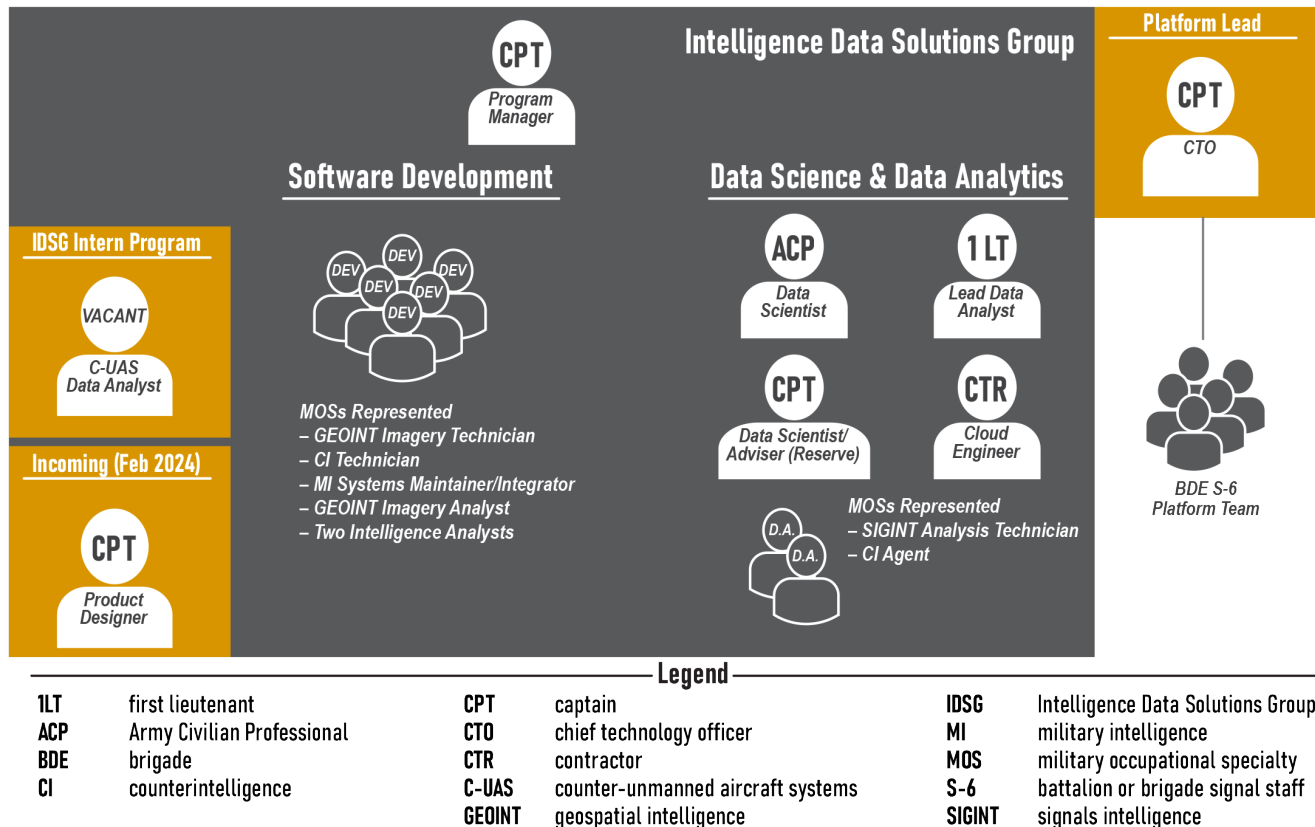 Intelligence Data Solutions Group
CPT
Program
Manager
Platform Lead
CPT
CTO
BDE S-6
Platform Team
IDSG Intern Program
VACANT
C-UAS
Data Analyst
Incoming (Feb 2024)
CPT
Product
Designer
Software Development
DEV
DEV
DEV
DEV
DEV
DEV
MOSs Represented
– GEOINT Imagery Technician
– CI Technician
– MI Systems Maintainer/Integrator
– GEOINT Imagery Analyst
– Two Intelligence Analysts
Data Science & Data Analytics
ACP
Data
Scientist
1LT
Lead Data
Analyst
CPT
Data Scientist/
Adviser (Reserve)
CTR
Cloud
Engineer
D.A.
D.A.
MOSs Represented
– SIGINT Analysis Technician
– CI Agent
Legend
1LT first lieutenant
ACP Army Civilian Professional
BDE brigade
CI counterintelligence
CPT captain
CTO chief technology officer
CTR contractor
C-UAS counter-unmanned aircraft systems
GEOINT geospatial intelligence
IDSG Intelligence Data Solutions Group
MI military intelligence
MOS military occupational specialty
S-6 battalion or brigade signal staff
SIGINT signals intelligence